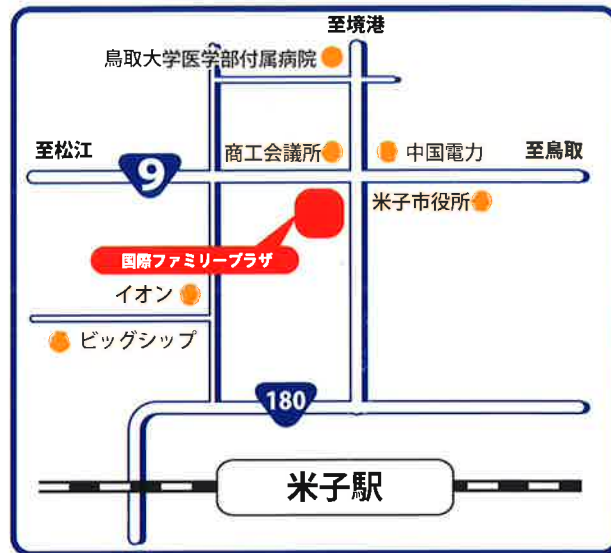 至境港
鳥取大学医学部付属病院
至松江
9
商工会議所
中国電力
至鳥取
米子市役所
国際ファミリープラザ
イオン
ビッグシップ
180
米子駅